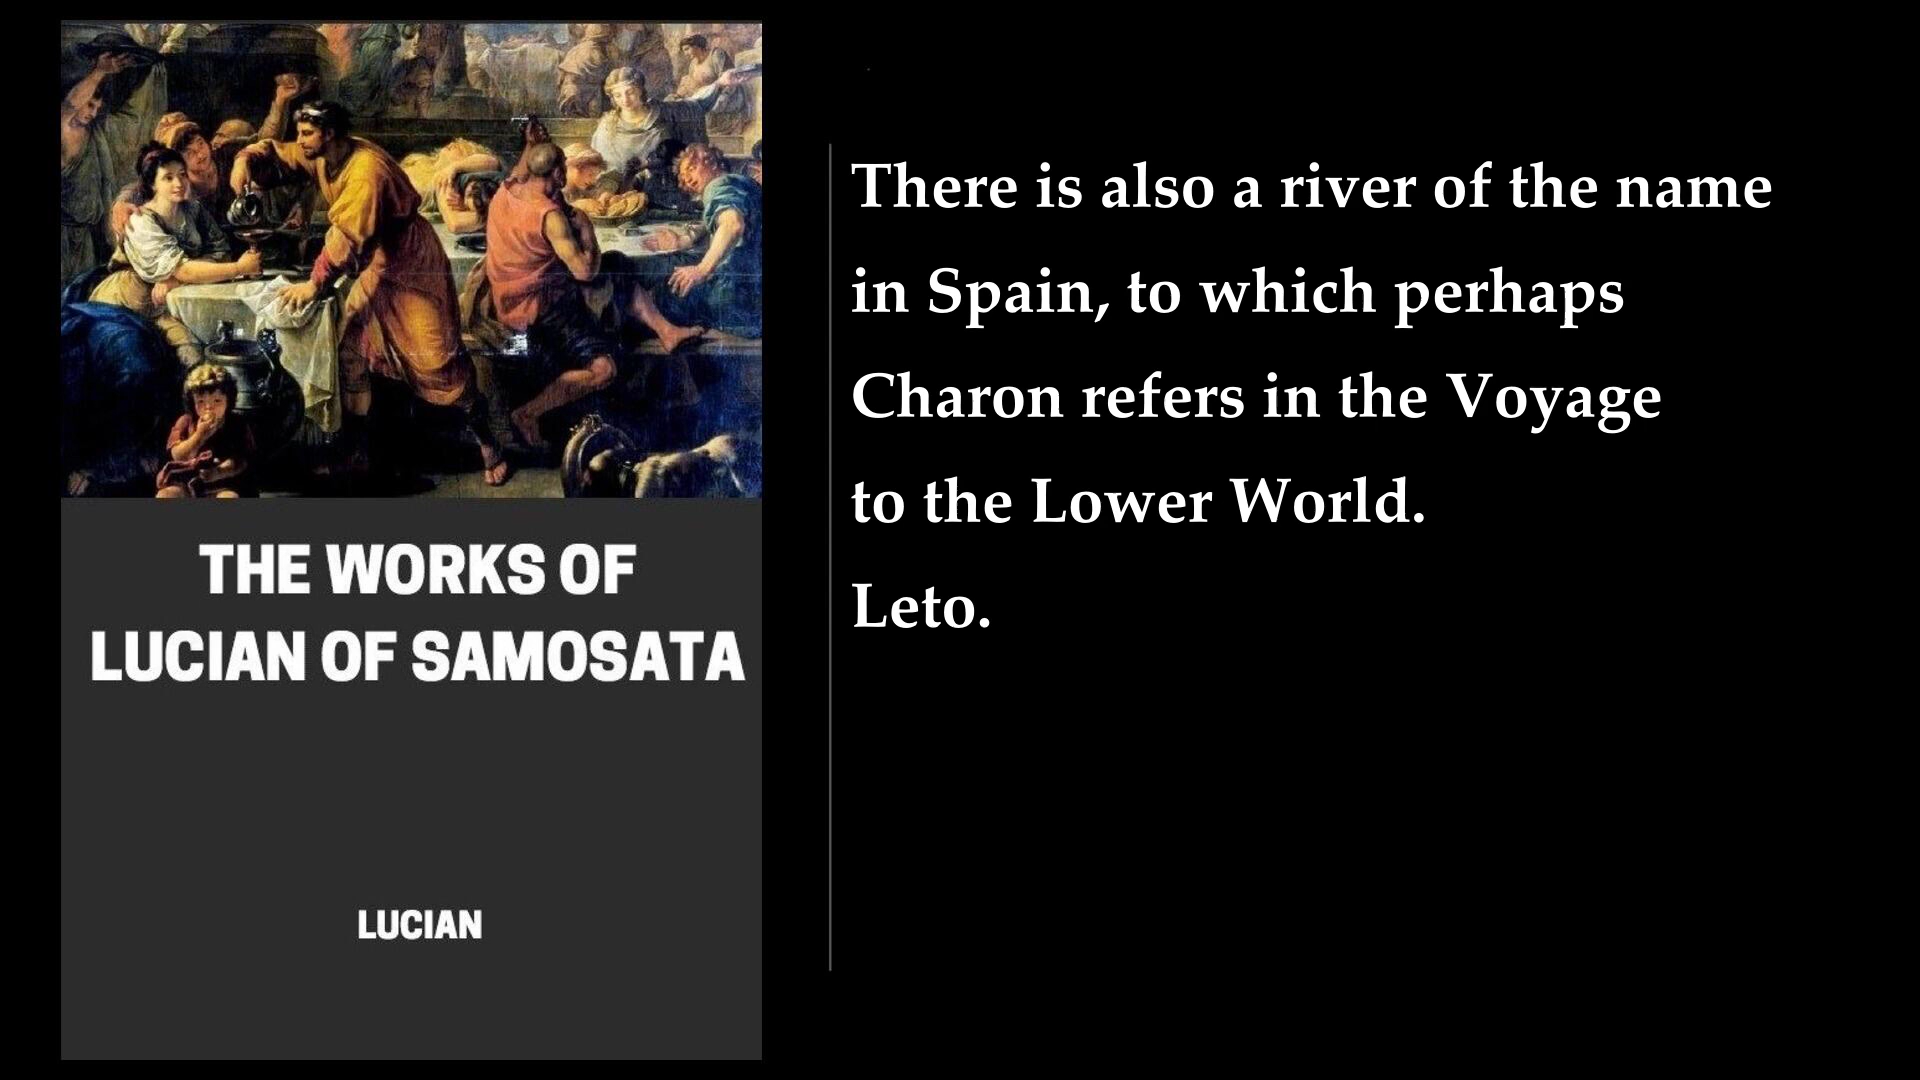 THE WORKS OF
LUCIAN OF SAMOSATA
LUCIAN
There is also a river of the name
in Spain, to which perhaps
Charon refers in the Voyage
to the Lower World.
Leto.